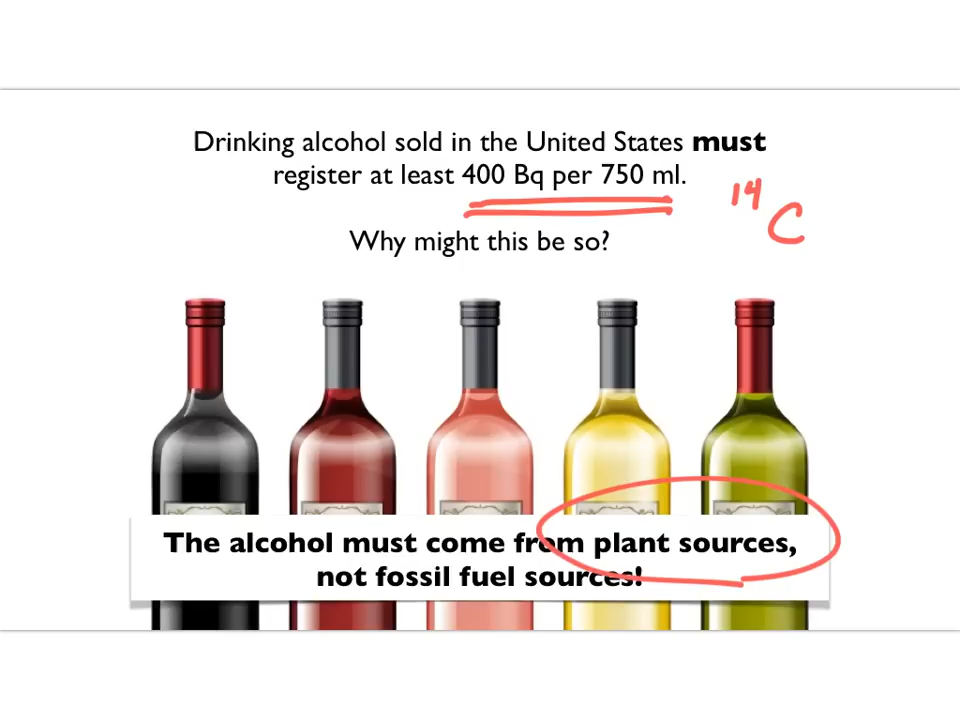 Drinking alcohol sold in the United States must
register at least 400 Bq per 750 ml.
14C
Why might this be so?
The alcohol must come from plant sources,
not fossil fuel sources!